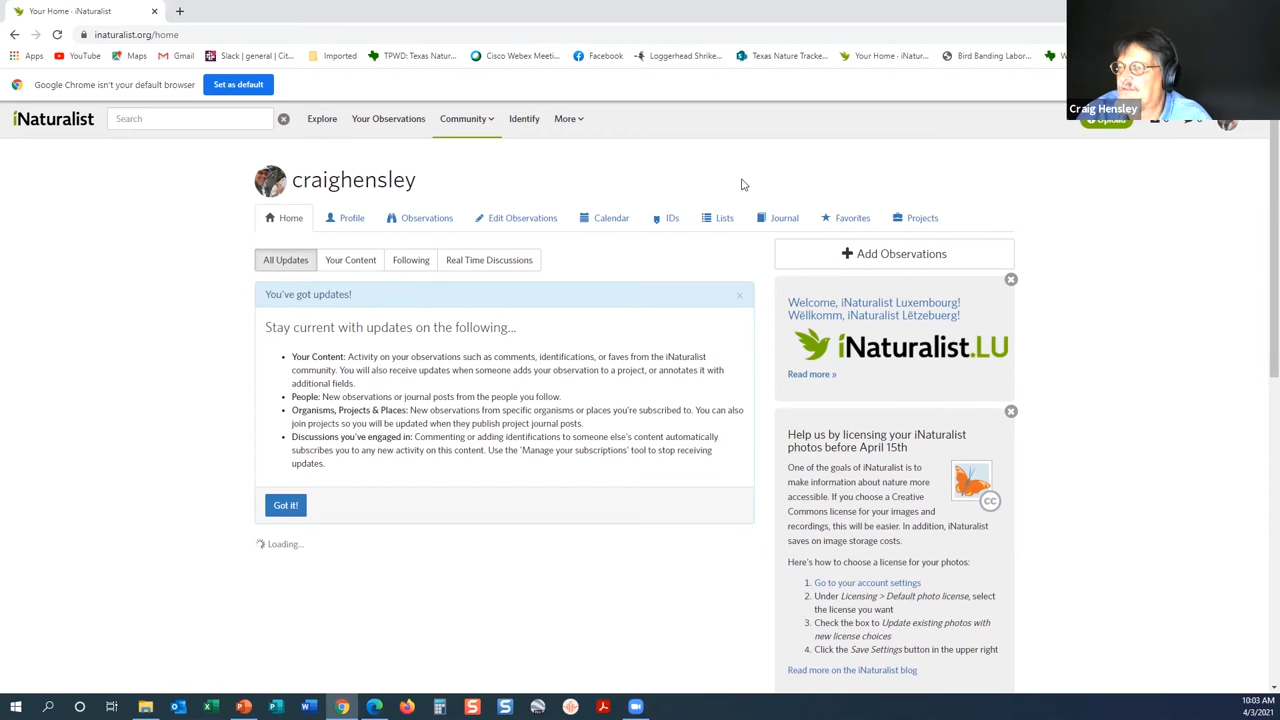 Your Home · iNaturalist
inaturalist.org/home
Apps YouTube Maps Gmail Slack | general | Cit... Imported TPWD: Texas Natur... Cisco Webex Meeti... Facebook Loggerhead Shrike... Texas Nature Tracke... Your Home · iNatur... Bird Banding Labor...
Google Chrome isn't your default browser Set as default
Craig Hensley
iNaturalist Search Explore Your Observations Community Identify More Upload
craighensley
Home Profile Observations Edit Observations Calendar IDs Lists Journal Favorites Projects
All Updates Your Content Following Real Time Discussions
You've got updates!
Stay current with updates on the following...
• Your Content: Activity on your observations such as comments, identifications, or faves from the iNaturalist
community. You will also receive updates when someone adds your observation to a project, or annotates it with
additional fields.
• People: New observations or journal posts from the people you follow.
• Organisms, Projects & Places: New observations from specific organisms or places you're subscribed to. You can also
join projects so you will be updated when they publish project journal posts.
• Discussions you've engaged in: Commenting or adding identifications to someone else's content automatically
subscribes you to any new activity on this content. Use the 'Manage your subscriptions' tool to stop receiving
updates.
Got it!
Loading...
Add Observations
Welcome, iNaturalist Luxembourg!
Wëllkomm, iNaturalist Lëtzebuerg!
iNaturalist.LU
Read more »
Help us by licensing your iNaturalist
photos before April 15th
One of the goals of iNaturalist is to
make information about nature more
accessible. If you choose a Creative
Commons license for your images and
recordings, this will be easier. In addition, iNaturalist
saves on image storage costs.
CC
Here's how to choose a license for your photos:
1. Go to your account settings
2. Under Licensing > Default photo license, select
the license you want
3. Check the box to Update existing photos with
new license choices
4. Click the Save Settings button in the upper right
Read more on the iNaturalist blog
10:03 AM
4/3/2021